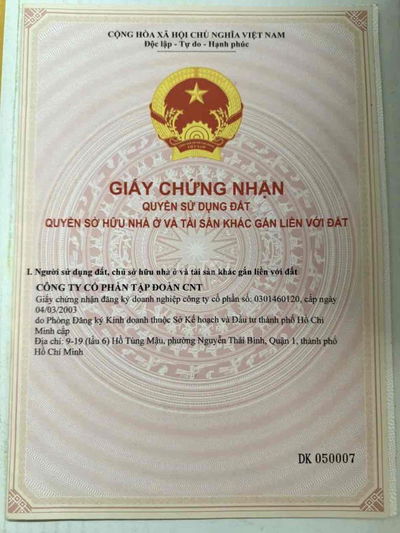 CỘNG HÒA XÃ HỘI CHỦ NGHĨA VIỆT NAM
Độc lập - Tự do - Hạnh phúc
GIẤY CHỨNG NHẬN
QUYỀN SỬ DỤNG ĐẤT
QUYỀN SỞ HỮU NHÀ Ở VÀ TÀI SẢN KHÁC GẮN LIỀN VỚI ĐẤT
I. Người sử dụng đất, chủ sở hữu nhà ở và tài sản khác gắn liền với đất
CÔNG TY CỔ PHẦN TẬP ĐOÀN CNT
Giấy chứng nhận đăng ký doanh nghiệp công ty cổ phần số: 0301460120, cấp ngày
04/03/2003
do Phòng Đăng ký Kinh doanh thuộc Sở Kế hoạch và Đầu tư thành phố Hồ Chí
Minh cấp
Địa chỉ: 9-19 (lầu 6) Hồ Tùng Mậu, phường Nguyễn Thái Bình, Quận 1, thành phố
Hồ Chí Minh
DK 050007